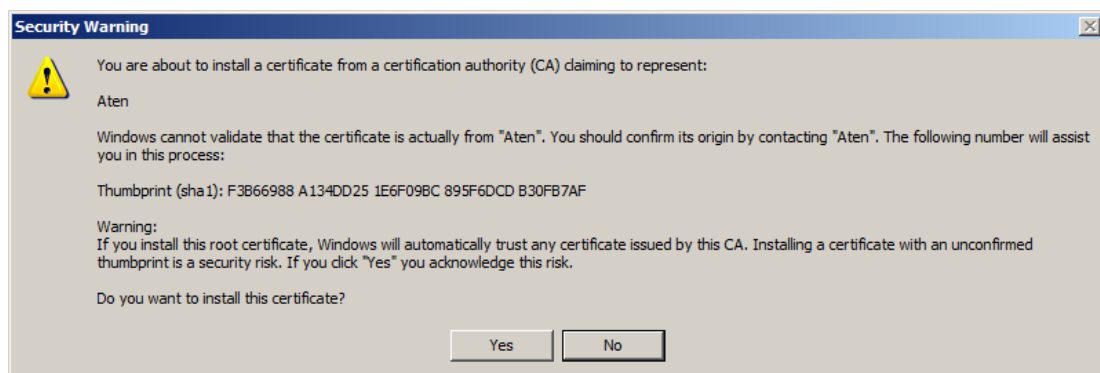 Security Warning
You are about to install a certificate from a certification authority (CA) claiming to represent:
Aten
Windows cannot validate that the certificate is actually from "Aten". You should confirm its origin by contacting "Aten". The following number will assist
you in this process:
Thumbprint (sha1): F3B66988 A134DD25 1E6F09BC 895F6DCD B30FB7AF
Warning:
If you install this root certificate, Windows will automatically trust any certificate issued by this CA. Installing a certificate with an unconfirmed
thumbprint is a security risk. If you click "Yes" you acknowledge this risk.
Do you want to install this certificate?
Yes No